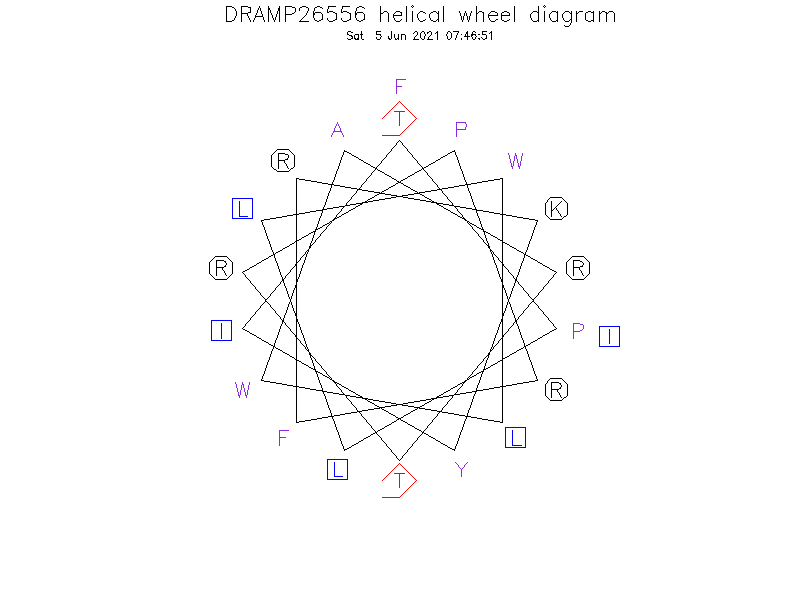 DRAMP26556 helical wheel diagram
Sat 5 Jun 2021 07:46:51
F
T
A P
R W
L K
R R
I P I
W R
F L
L T Y